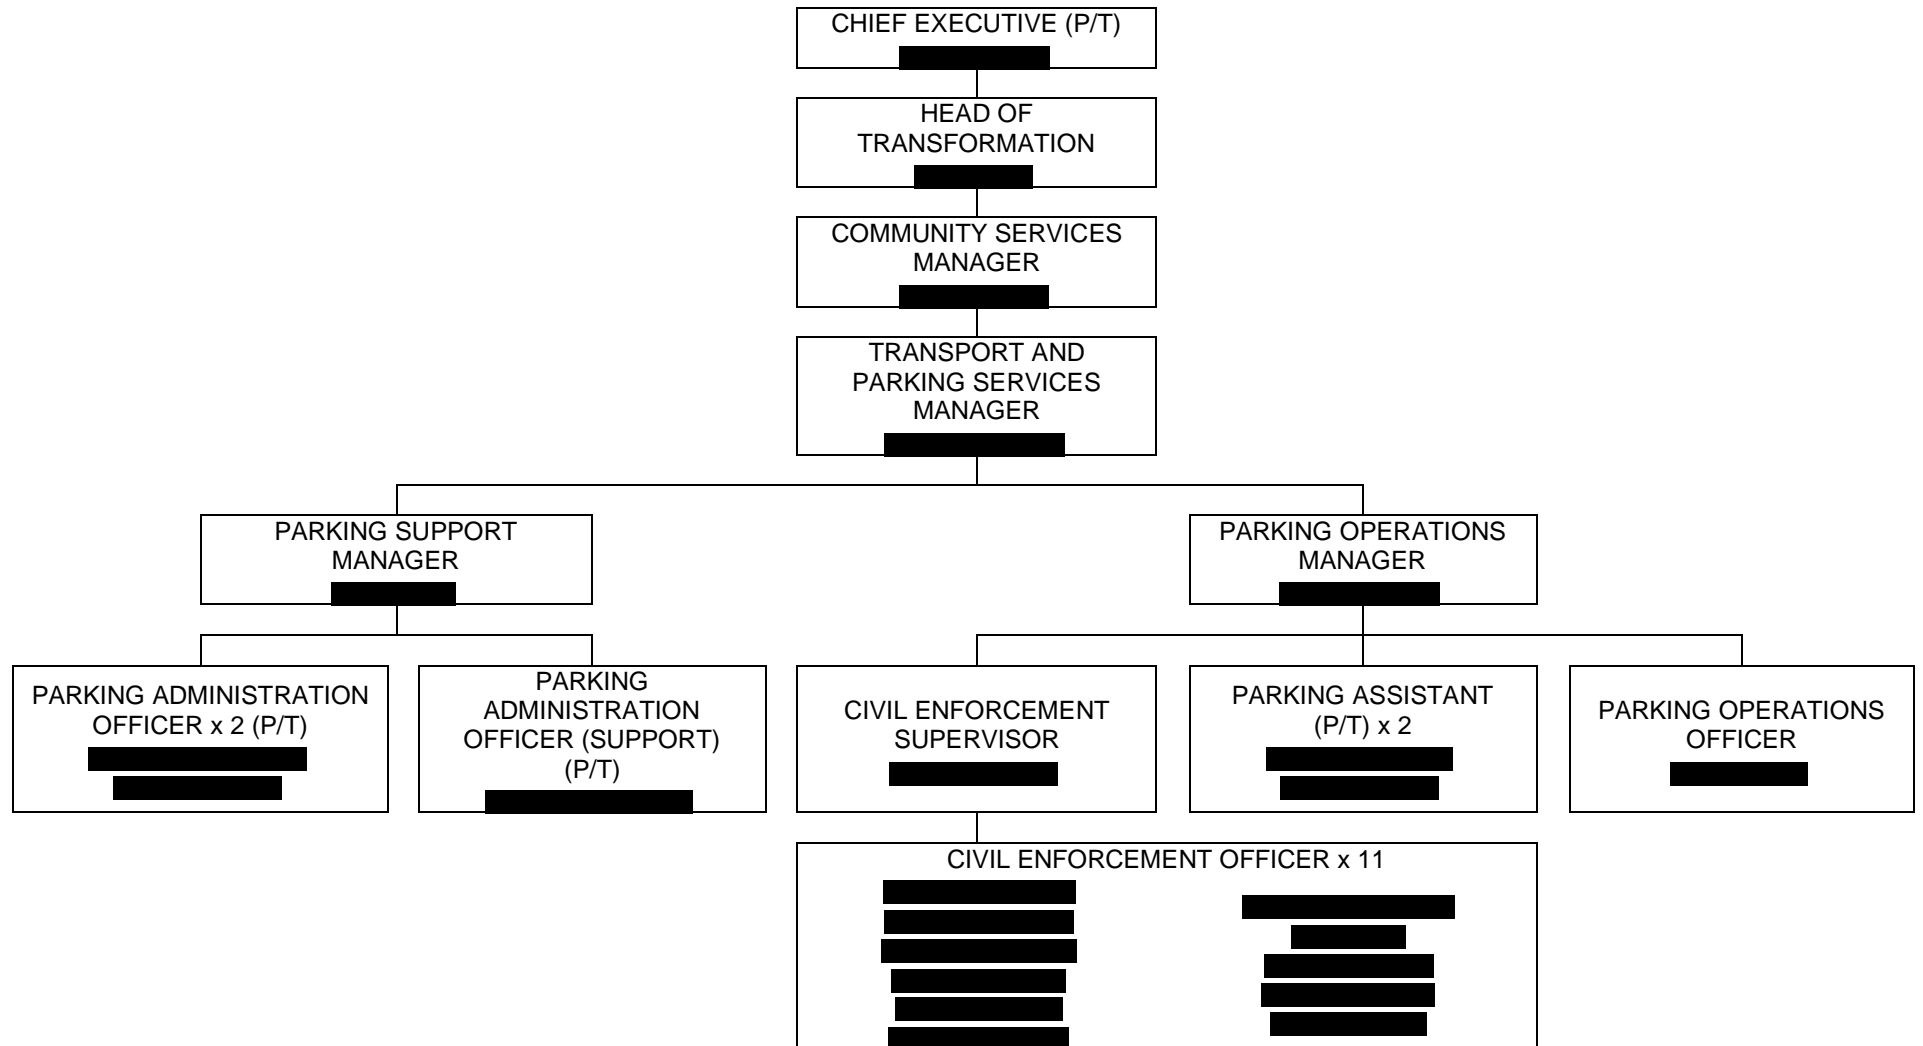 CHIEF EXECUTIVE (P/T)
HEAD OF
TRANSFORMATION
COMMUNITY SERVICES
MANAGER
TRANSPORT AND
PARKING SERVICES
MANAGER
PARKING SUPPORT
MANAGER
PARKING OPERATIONS
MANAGER
PARKING ADMINISTRATION
OFFICER x 2 (P/T)
PARKING
ADMINISTRATION
OFFICER (SUPPORT)
(P/T)
CIVIL ENFORCEMENT
SUPERVISOR
PARKING ASSISTANT
(P/T) x 2
PARKING OPERATIONS
OFFICER
CIVIL ENFORCEMENT OFFICER x 11